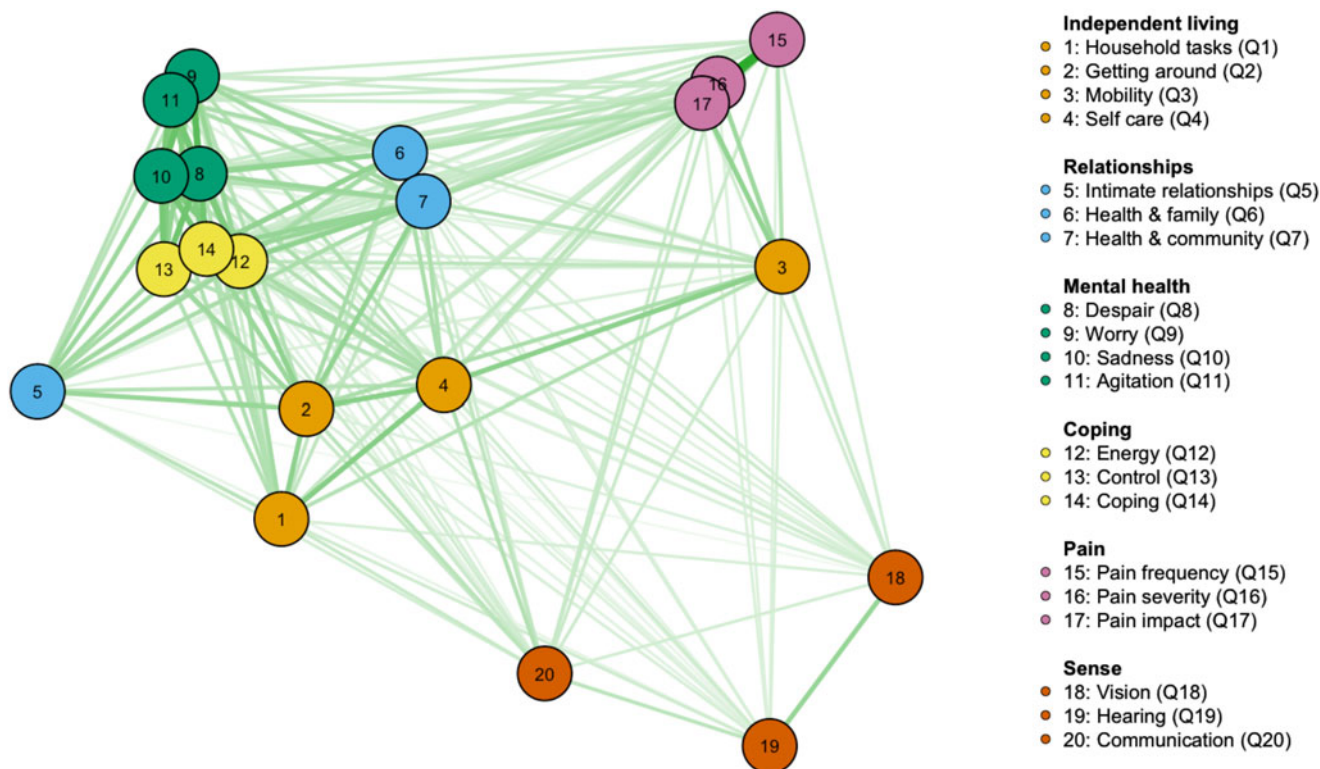 15
9
16
11
17
6
10
8
7
14
12
13
3
5
4
2
1
18
20
19
Independent living
1: Household tasks (Q1)
2: Getting around (Q2)
3: Mobility (Q3)
4: Self care (Q4)
Relationships
5: Intimate relationships (Q5)
6: Health & family (Q6)
7: Health & community (Q7)
Mental health
8: Despair (Q8)
9: Worry (Q9)
10: Sadness (Q10)
11: Agitation (Q11)
Coping
12: Energy (Q12)
13: Control (Q13)
14: Coping (Q14)
Pain
15: Pain frequency (Q15)
16: Pain severity (Q16)
17: Pain impact (Q17)
Sense
18: Vision (Q18)
19: Hearing (Q19)
20: Communication (Q20)